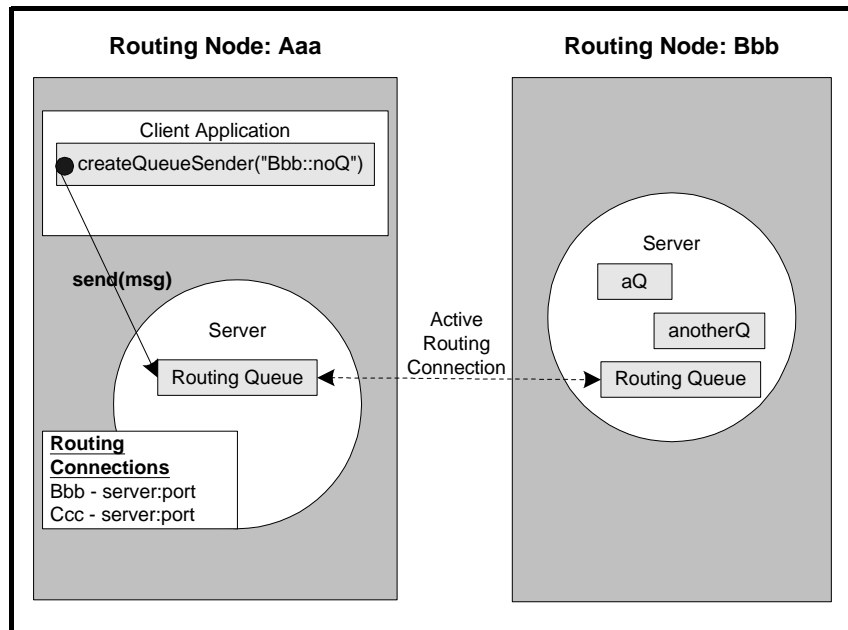 Routing Node: Aaa
Routing Node: Bbb
Client Application
createQueueSender("Bbb::noQ")
send(msg)
Server
Routing Queue
Routing
Connections
Bbb - server:port
Ccc - server:port
Active
Routing
Connection
Server
aQ
anotherQ
Routing Queue